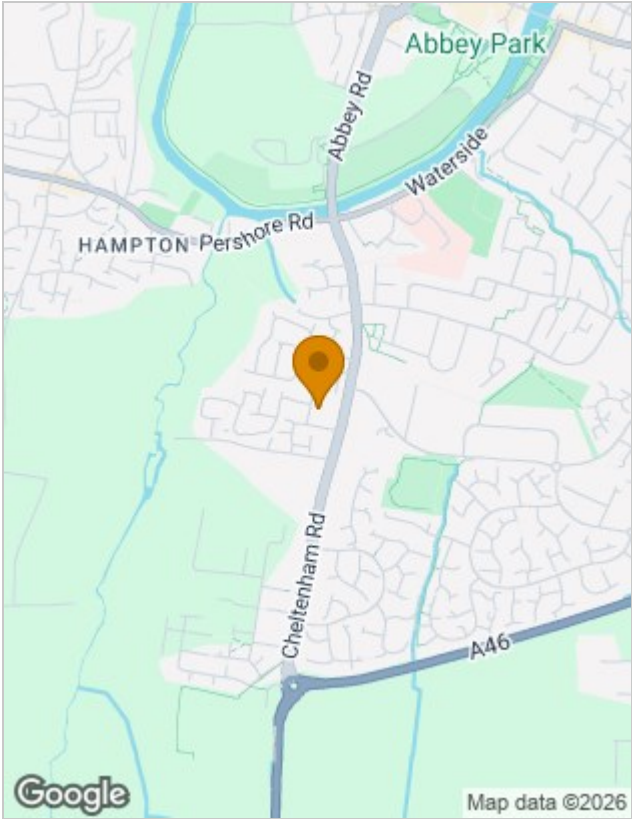 Abbey Park
Abbey Rd
Waterside
HAMPTON
Pershore Rd
Cheltenham Rd
A46
Google
Map data ©2026